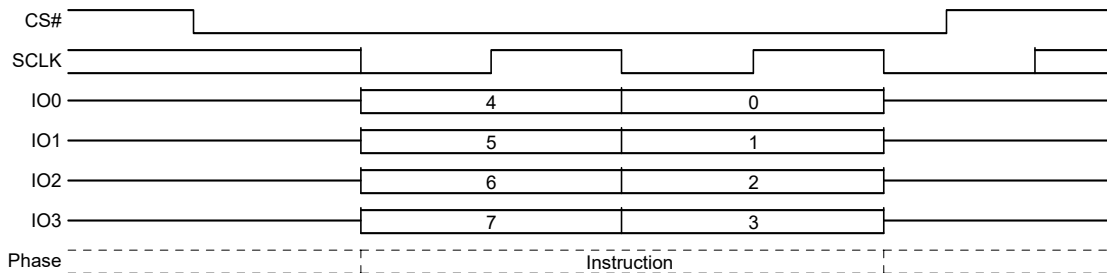 CS#
SCLK
IO0 4 0
IO1 5 1
IO2 6 2
IO3 7 3
Phase Instruction